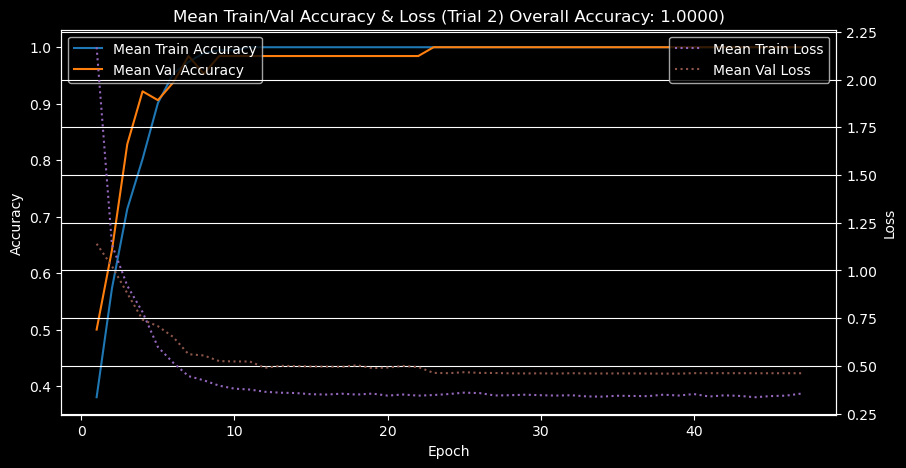 Mean Train/Val Accuracy & Loss (Trial 2) Overall Accuracy: 1.0000)
Mean Train Accuracy
Mean Val Accuracy
Mean Train Loss
Mean Val Loss
Accuracy
1.0
0.9
0.8
0.7
0.6
0.5
0.4
2.25
2.00
1.75
1.50
1.25
1.00
0.75
0.50
0.25
Loss
0 10 20 30 40
Epoch